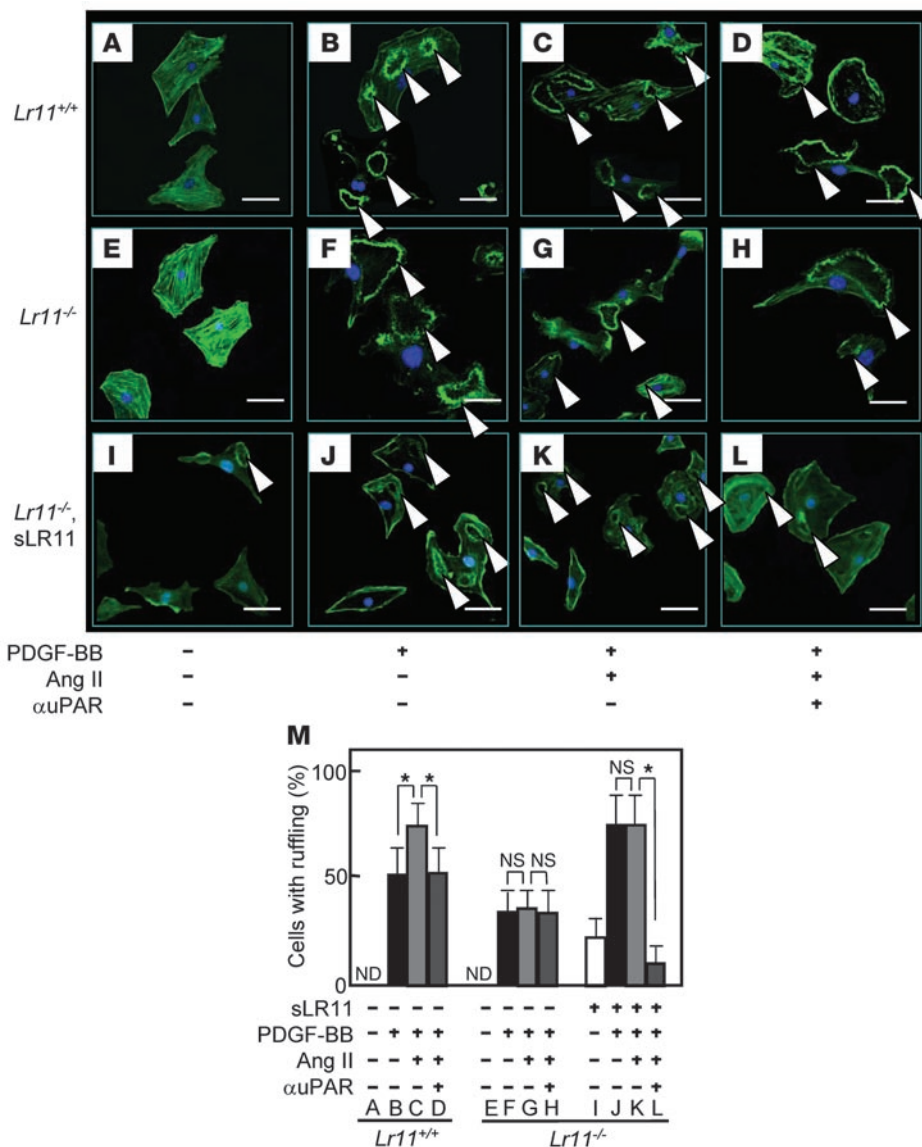 A B C D
Lr11+/+
E F G H
Lr11-/-
I J K L
Lr11-/-,
sLR11
PDGF-BB - + + +
Ang II - - + +
αuPAR - - - +
M
Cells with ruffling (%)
100
50
0
* *
NS NS
NS *
ND ND
sLR11 - - - - - - - - + + + +
PDGF-BB - + + + - + + + - + + +
Ang II - - + + - - + + - - + +
αuPAR - - - + - - - + - - - +
A B C D E F G H I J K L
Lr11+/+ Lr11-/-